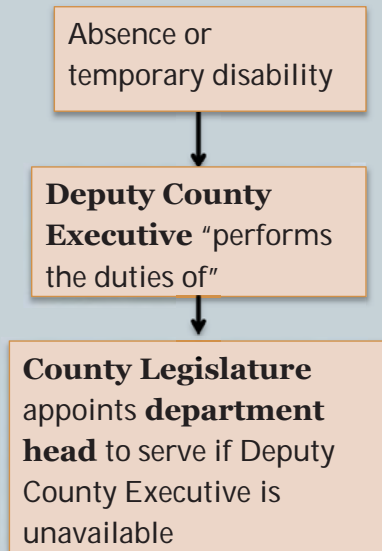 Absence or
temporary disability
Deputy County
Executive “performs
the duties of”
County Legislature
appoints department
head to serve if Deputy
County Executive is
unavailable